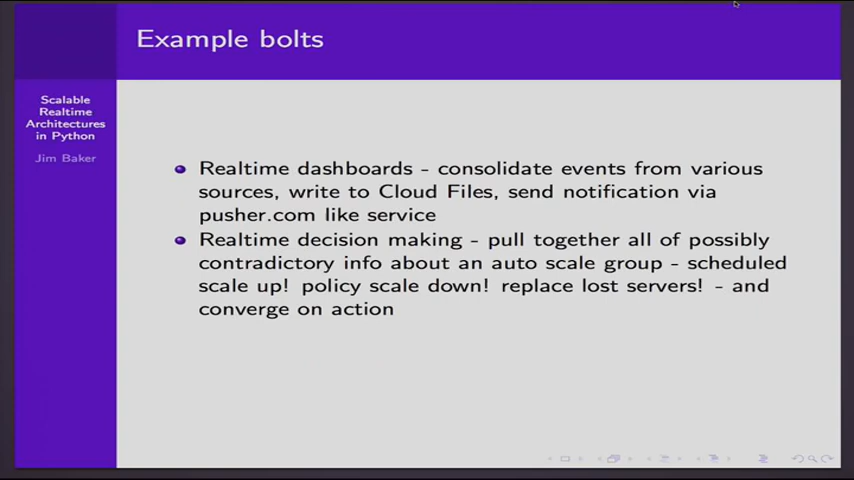 Example bolts
Scalable
Realtime
Architectures
in Python
Jim Baker
Realtime dashboards - consolidate events from various
sources, write to Cloud Files, send notification via
pusher.com like service
Realtime decision making - pull together all of possibly
contradictory info about an auto scale group - scheduled
scale up! policy scale down! replace lost servers! - and
converge on action